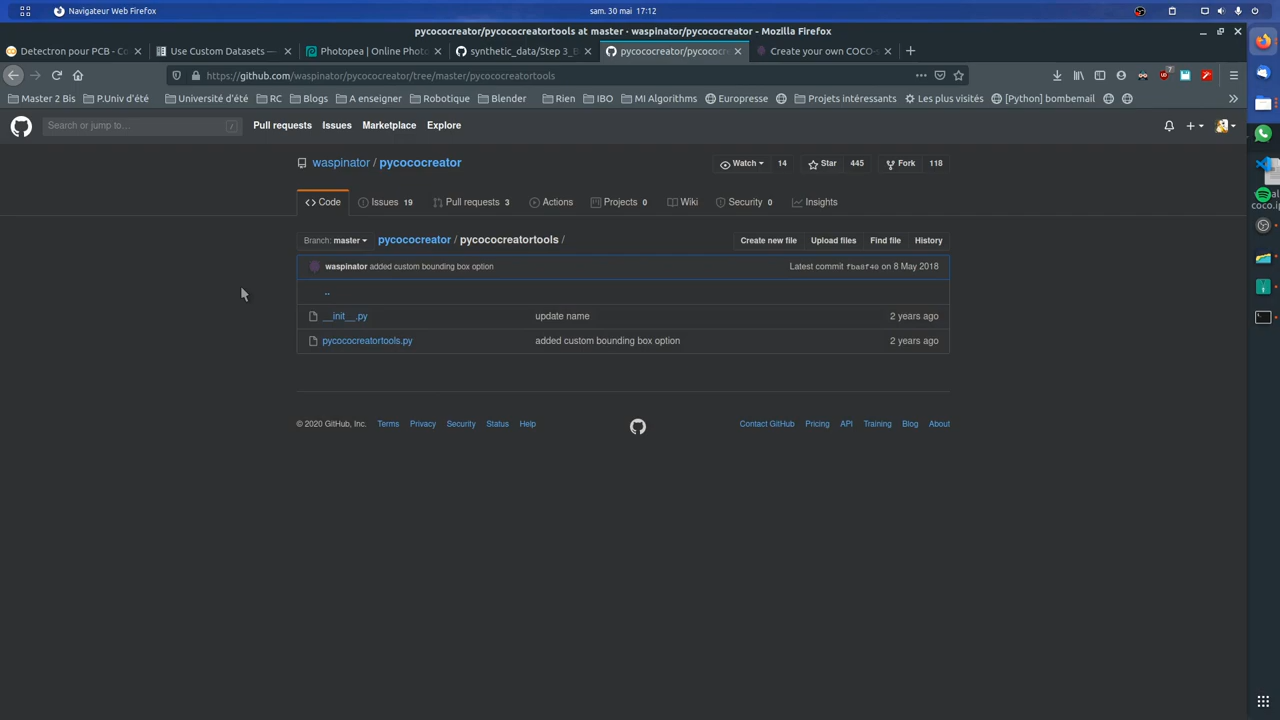 Navigateur Web Firefox
sam. 30 mai 17:12
pycococreator/pycococreatortools at master · waspinator/pycococreator - Mozilla Firefox
Detectron pour PCB - Co
Use Custom Datasets —
Photopea | Online Photo
synthetic_data/Step 3_B
pycococreator/pycococr
Create your own COCO-s
https://github.com/waspinator/pycococreator/tree/master/pycococreatortools
7
Master 2 Bis
P.Univ d'été
Université d'été
RC
Blogs
A enseigner
Robotique
Blender
Rien
IBO
MI Algorithms
Europresse
Projets intéressants
Les plus visités
[Python] bombemail
Search or jump to…
/
Pull requests
Issues
Marketplace
Explore
waspinator / pycococreator
Watch 14
Star 445
Fork 118
<> Code
Issues 19
Pull requests 3
Actions
Projects 0
Wiki
Security 0
Insights
coco.i
Branch: master
pycococreator / pycococreatortools /
Create new file
Upload files
Find file
History
waspinator added custom bounding box option
Latest commit fba8f40 on 8 May 2018
..
__init__.py
update name
2 years ago
pycococreatortools.py
added custom bounding box option
2 years ago
© 2020 GitHub, Inc.
Terms
Privacy
Security
Status
Help
Contact GitHub
Pricing
API
Training
Blog
About